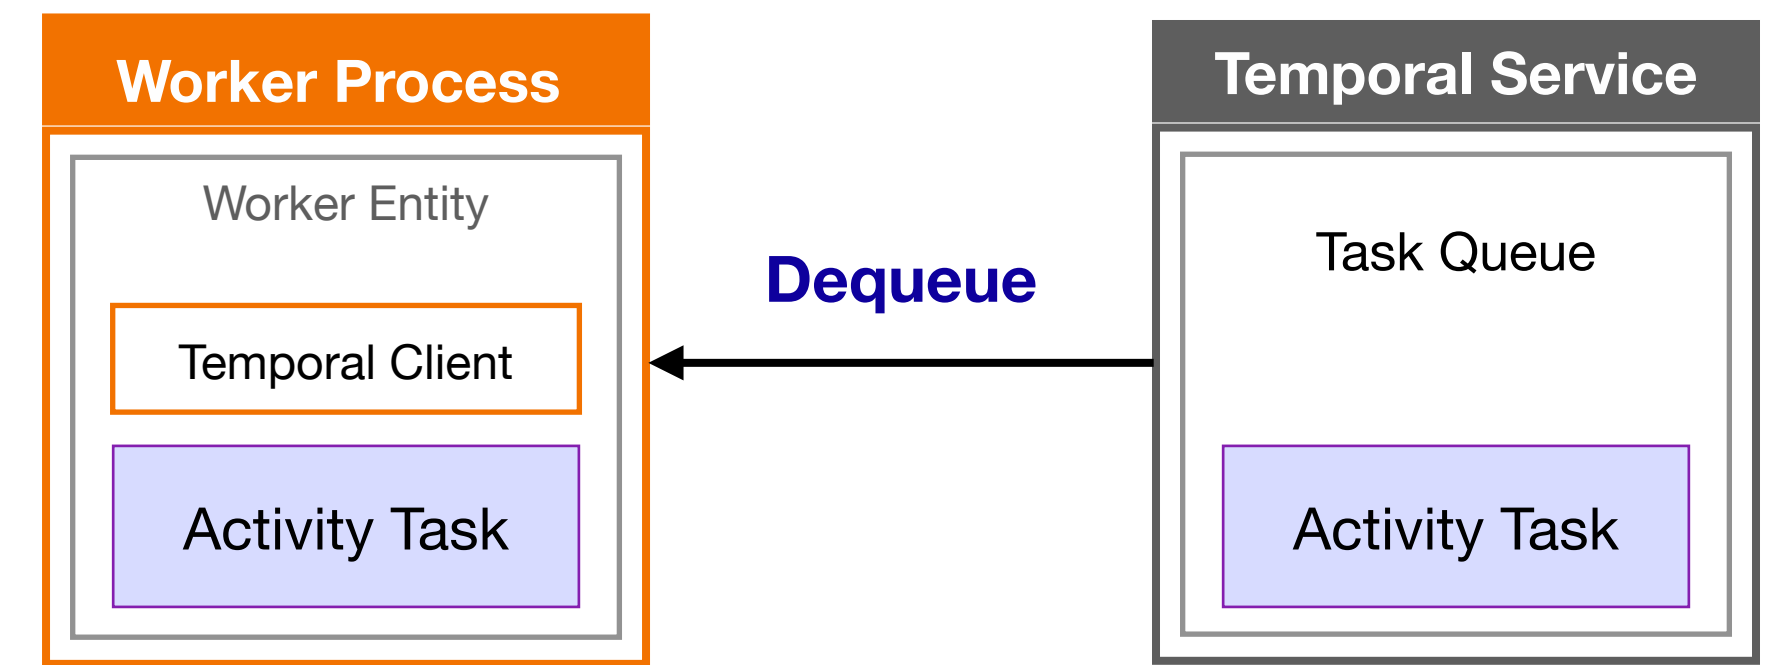 Worker Process
Worker Entity
Temporal Client
Activity Task
Dequeue
Temporal Service
Task Queue
Activity Task